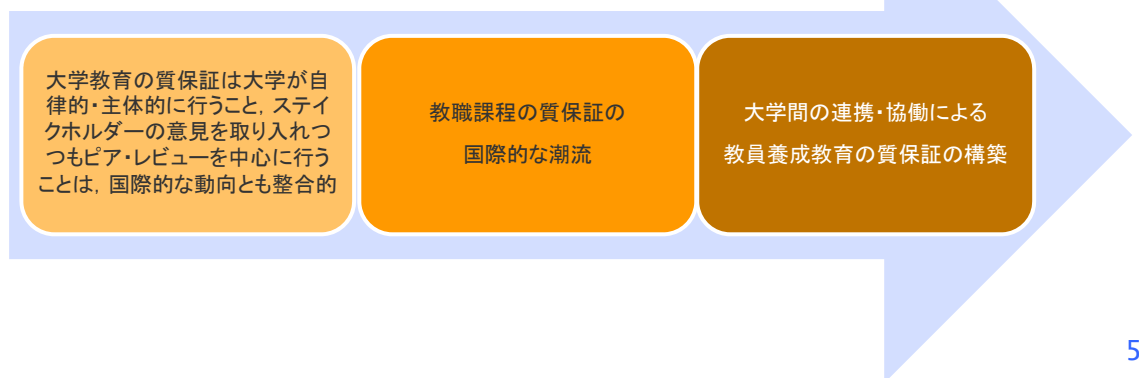 大学教育の質保証は大学が自
律的・主体的に行うこと，ステイ
クホルダーの意見を取り入れつ
つもピア・レビューを中心に行う
ことは，国際的な動向とも整合的
教職課程の質保証の
国際的な潮流
大学間の連携・協働による
教員養成教育の質保証の構築
5